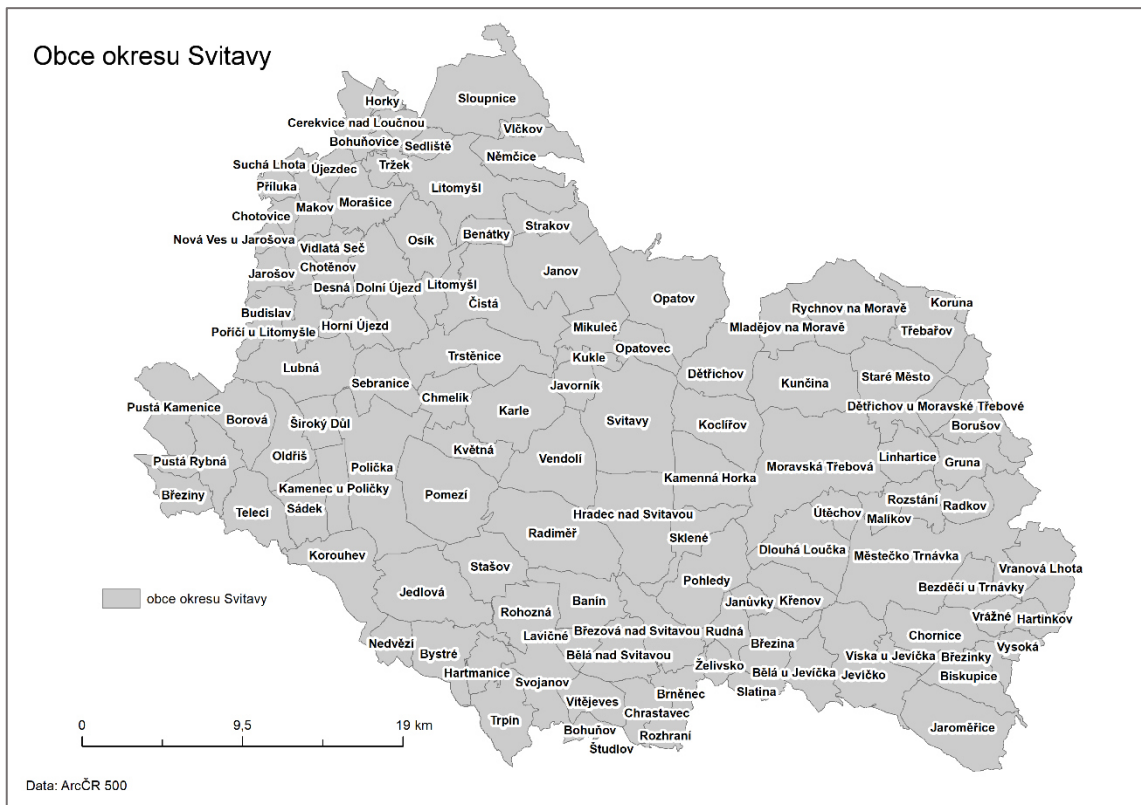 Obce okresu Svitavy
Horky
Sloupnice
Cerekvice nad Loučnou
Vlčkov
Bohuňovice
Sedliště
Němčice
Suchá Lhota
Újezdec
Tržek
Příluka
Litomyšl
Makov
Morašice
Chotovice
Strakov
Benátky
Nová Ves u Jarošova
Vidlatá Seč
Osík
Jarošov
Chotěnov
Janov
Desná
Dolní Újezd
Litomyšl
Čistá
Opatov
Koruna
Rychnov na Moravě
Budislav
Poříčí u Litomyšle
Horní Újezd
Mikuleč
Mladějov na Moravě
Třebařov
Opatovec
Trstěnice
Kukle
Lubná
Dětřichov
Sebranice
Javorník
Kunčina
Staré Město
Chmelík
Pustá Kamenice
Borová
Široký Důl
Karle
Svitavy
Koclířov
Dětřichov u Moravské Třebové
Borušov
Květná
Vendolí
Linhartice
Pustá Rybná
Oldřiš
Polička
Moravská Třebová
Gruna
Kamenná Horka
Březiny
Kamenec u Poličky
Pomezí
Telecí
Sádek
Rozstání
Radkov
Hradec nad Svitavou
Útěchov
Malíkov
Radiměř
Sklené
Korouhev
Dlouhá Loučka
Městečko Trnávka
Stašov
Vranová Lhota
Pohledy
Bezděčí u Trnávky
obce okresu Svitavy
Jedlová
Rohozná
Banín
Janůvky
Křenov
Vrážné
Hartinkov
Lavičné
Březová nad Svitavou
Rudná
Chornice
Nedvězí
Březina
Vysoká
Bystré
Bělá nad Svitavou
Víska u Jevíčka
Březinky
Hartmanice
Želivsko
Bělá u Jevíčka
Jevíčko
Biskupice
Svojanov
Brněnec
Slatina
Vítějeves
Chrastavec
Trpín
Bohuňov
Rozhraní
Jaroměřice
Študlov
0
9,5
19 km
Data: ArcČR 500